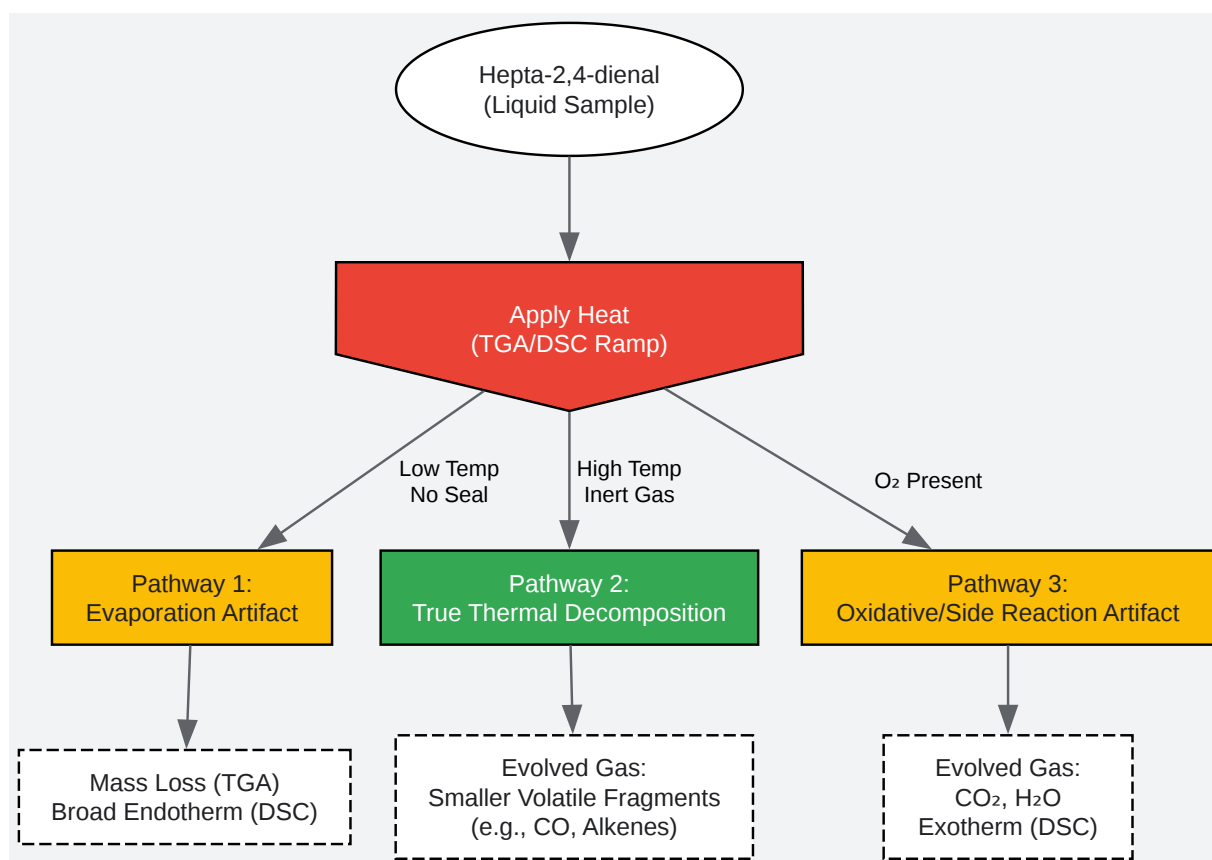 Hepta-2,4-dienal
(Liquid Sample)
Apply Heat
(TGA/DSC Ramp)
Low Temp
No Seal
High Temp
Inert Gas
O₂ Present
Pathway 1:
Evaporation Artifact
Pathway 2:
True Thermal Decomposition
Pathway 3:
Oxidative/Side Reaction Artifact
Mass Loss (TGA)
Broad Endotherm (DSC)
Evolved Gas:
Smaller Volatile Fragments
(e.g., CO, Alkenes)
Evolved Gas:
CO₂, H₂O
Exotherm (DSC)